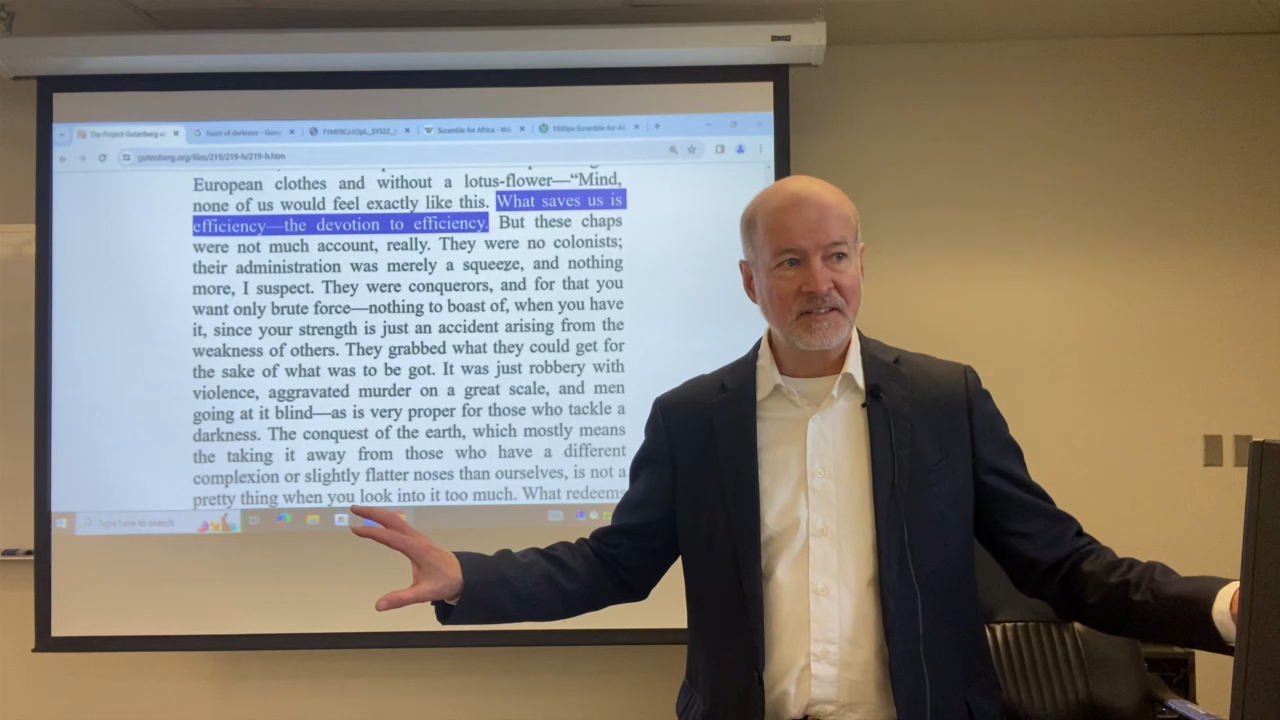 The Project Gutenberg
heart of darkness - Goog
Scramble for Africa - Wi
gutenberg.org/files/219/219-h/219-h.htm
European clothes and without a lotus-flower—“Mind,
none of us would feel exactly like this. What saves us is
efficiency—the devotion to efficiency. But these chaps
were not much account, really. They were no colonists;
their administration was merely a squeeze, and nothing
more, I suspect. They were conquerors, and for that you
want only brute force—nothing to boast of, when you have
it, since your strength is just an accident arising from the
weakness of others. They grabbed what they could get for
the sake of what was to be got. It was just robbery with
violence, aggravated murder on a great scale, and men
going at it blind—as is very proper for those who tackle a
darkness. The conquest of the earth, which mostly means
the taking it away from those who have a different
complexion or slightly flatter noses than ourselves, is not a
pretty thing when you look into it too much. What redeems
Type here to search